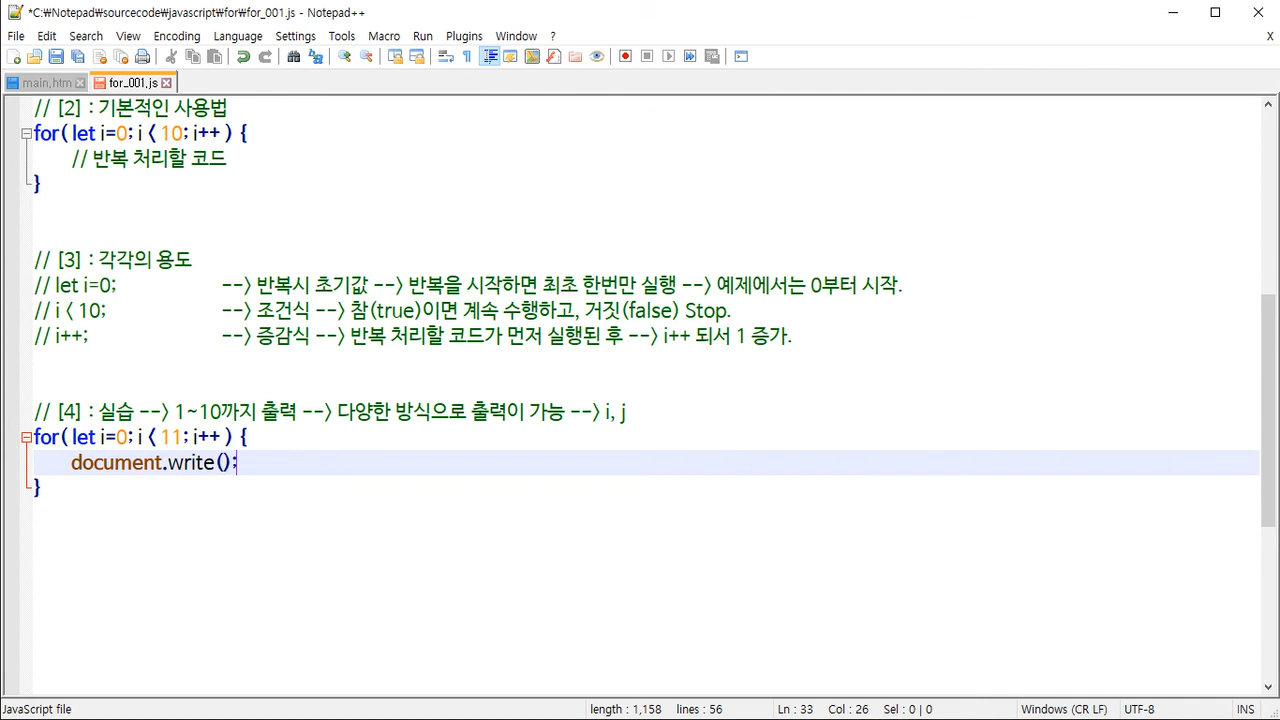 *C:₩Notepad₩sourcecode₩javascript₩for₩for_001.js - Notepad++
File Edit Search View Encoding Language Settings Tools Macro Run Plugins Window ? X
main.htm for_001.js
// [2] : 기본적인 사용법
for( let i=0; i < 10; i++ ) {
// 반복 처리할 코드
}
// [3] : 각각의 용도
// let i=0; --> 반복시 초기값 --> 반복을 시작하면 최초 한번만 실행 --> 예제에서는 0부터 시작.
// i < 10; --> 조건식 --> 참(true)이면 계속 수행하고, 거짓(false) Stop.
// i++; --> 증감식 --> 반복 처리할 코드가 먼저 실행된 후 --> i++ 되서 1 증가.
// [4] : 실습 --> 1~10까지 출력 --> 다양한 방식으로 출력이 가능 --> i, j
for( let i=0; i < 11; i++ ) {
document.write();
}
JavaScript file length : 1,158 lines : 56 Ln : 33 Col : 26 Sel : 0 | 0 Windows (CR LF) UTF-8 INS